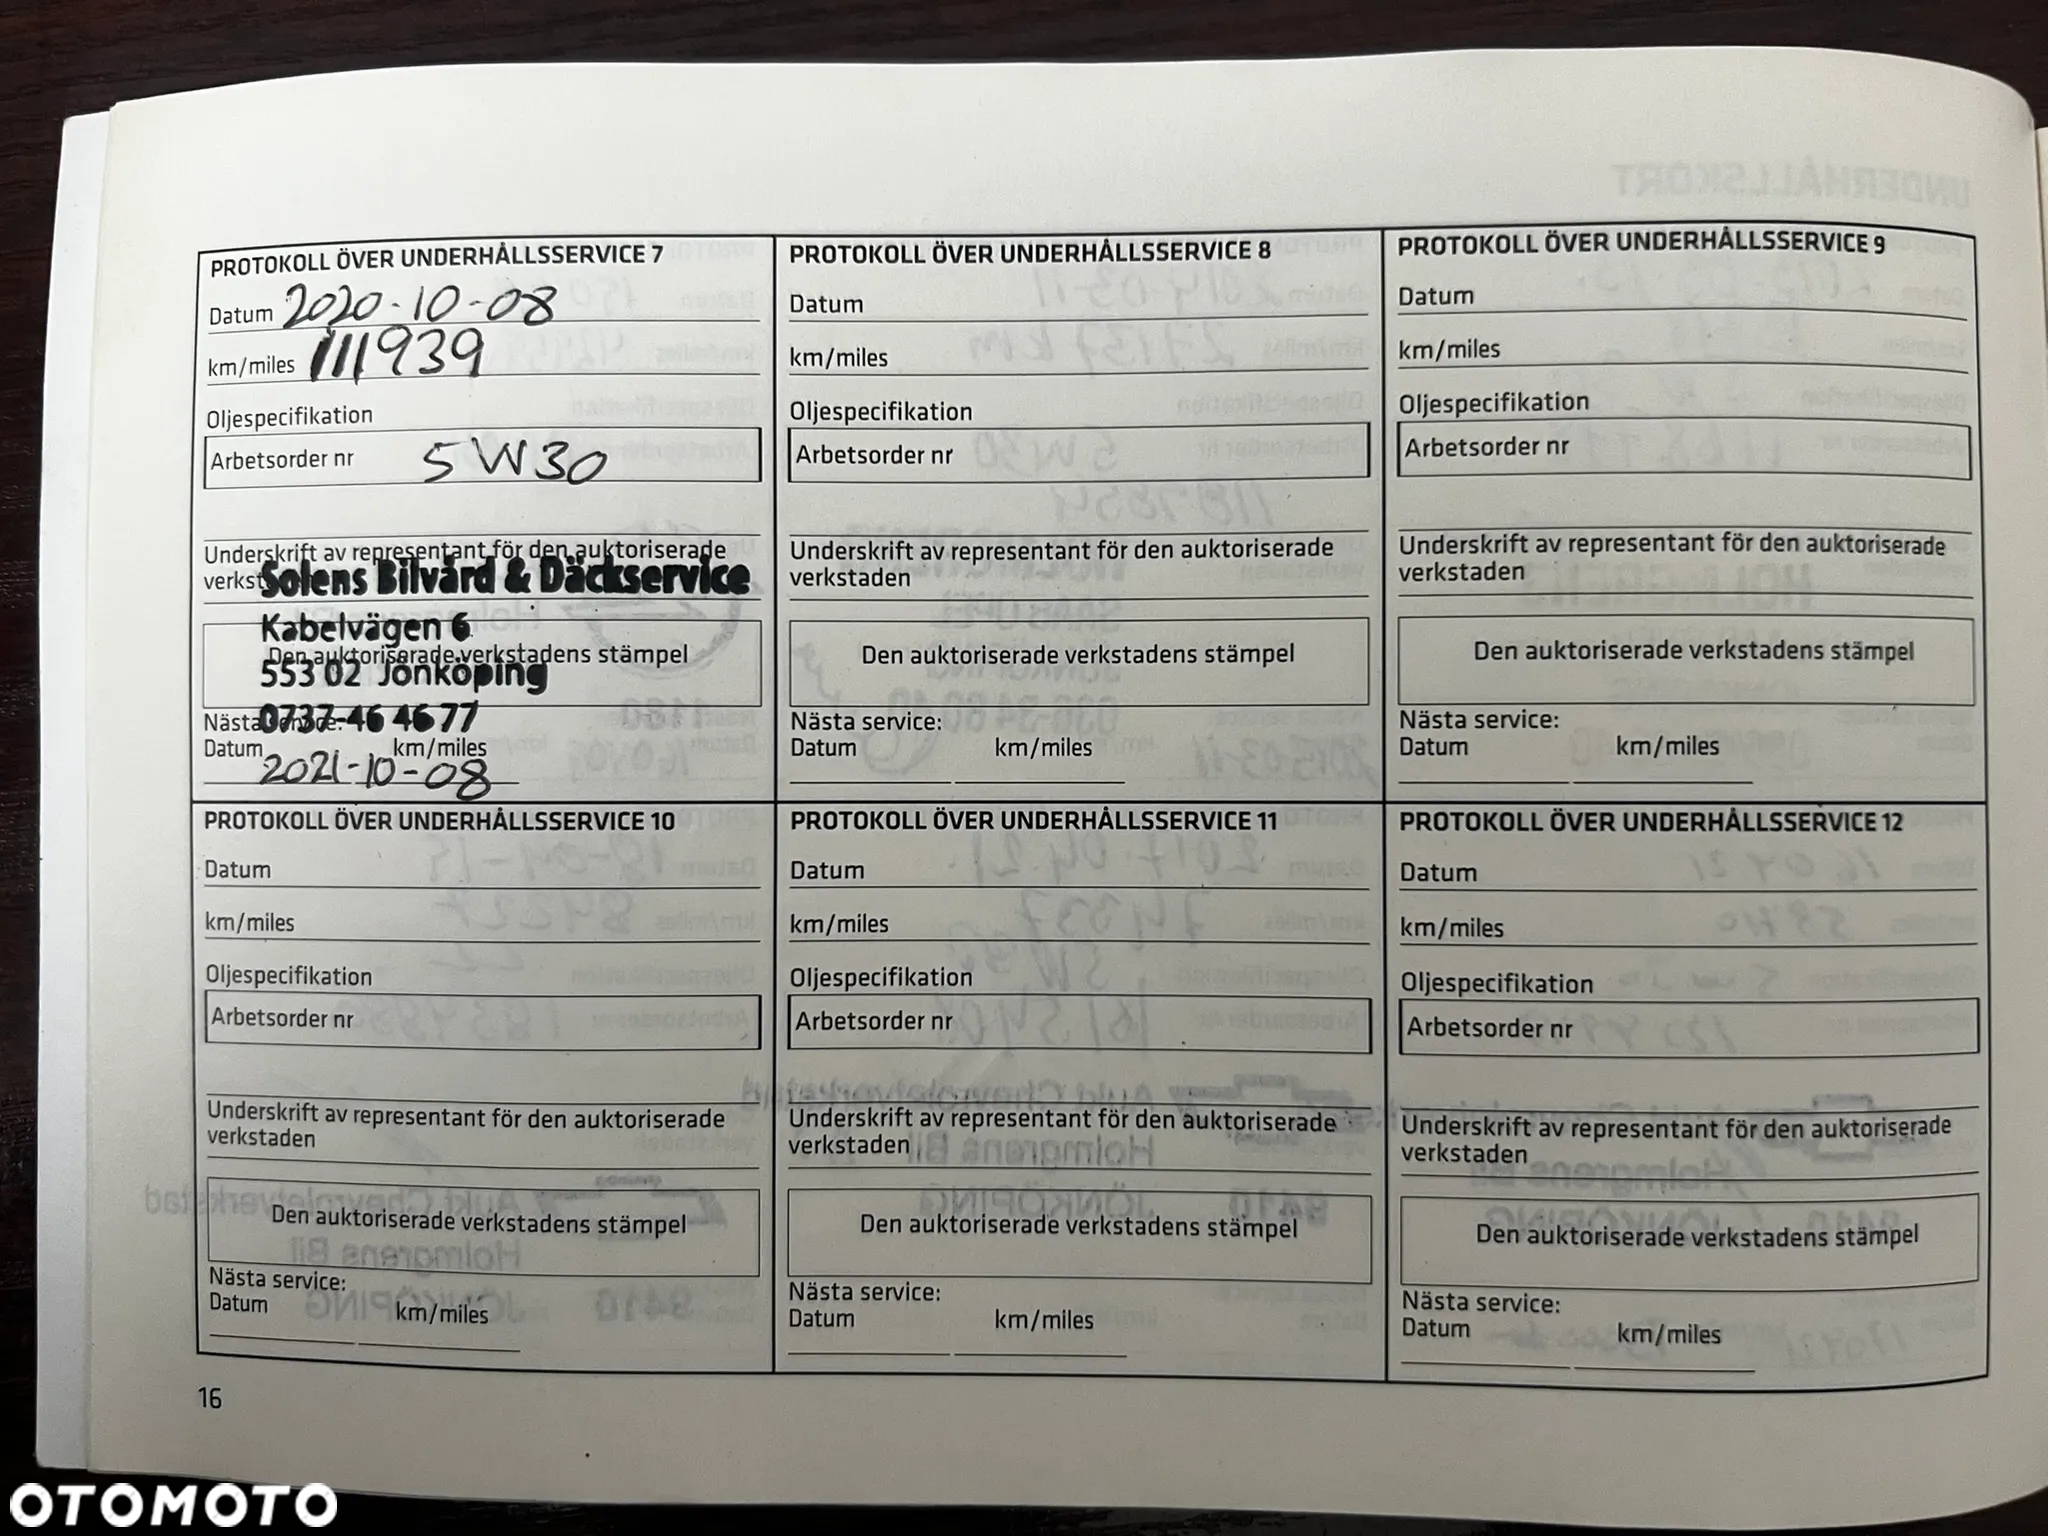 PROTOKOLL ÖVER UNDERHÅLLSSERVICE 7
Datum 2020-10-08
km/miles 111939
Oljespecifikation
Arbetsorder nr 5W30
Underskrift av representant för den auktoriserade
Solens Bilvård & Däckservice
Kabelvägen 6
Den auktoriserade verkstadens stämpel
553 02 Jönköping
0737-46 46 77
Nästa
Datum km/miles
2021-10-08
PROTOKOLL ÖVER UNDERHÅLLSSERVICE 8
Datum
km/miles
Oljespecifikation
Arbetsorder nr
Underskrift av representant för den auktoriserade
verkstaden
Den auktoriserade verkstadens stämpel
Nästa service:
Datum km/miles
PROTOKOLL ÖVER UNDERHÅLLSSERVICE 9
Datum
km/miles
Oljespecifikation
Arbetsorder nr
Underskrift av representant för den auktoriserade
verkstaden
Den auktoriserade verkstadens stämpel
Nästa service:
Datum km/miles
PROTOKOLL ÖVER UNDERHÅLLSSERVICE 10
Datum
km/miles
Oljespecifikation
Arbetsorder nr
Underskrift av representant för den auktoriserade
verkstaden
Den auktoriserade verkstadens stämpel
Nästa service:
Datum km/miles
PROTOKOLL ÖVER UNDERHÅLLSSERVICE 11
Datum
km/miles
Oljespecifikation
Arbetsorder nr
Underskrift av representant för den auktoriserade
verkstaden
Den auktoriserade verkstadens stämpel
Nästa service:
Datum km/miles
PROTOKOLL ÖVER UNDERHÅLLSSERVICE 12
Datum
km/miles
Oljespecifikation
Arbetsorder nr
Underskrift av representant för den auktoriserade
verkstaden
Den auktoriserade verkstadens stämpel
Nästa service:
Datum km/miles
16
OTOMOTO